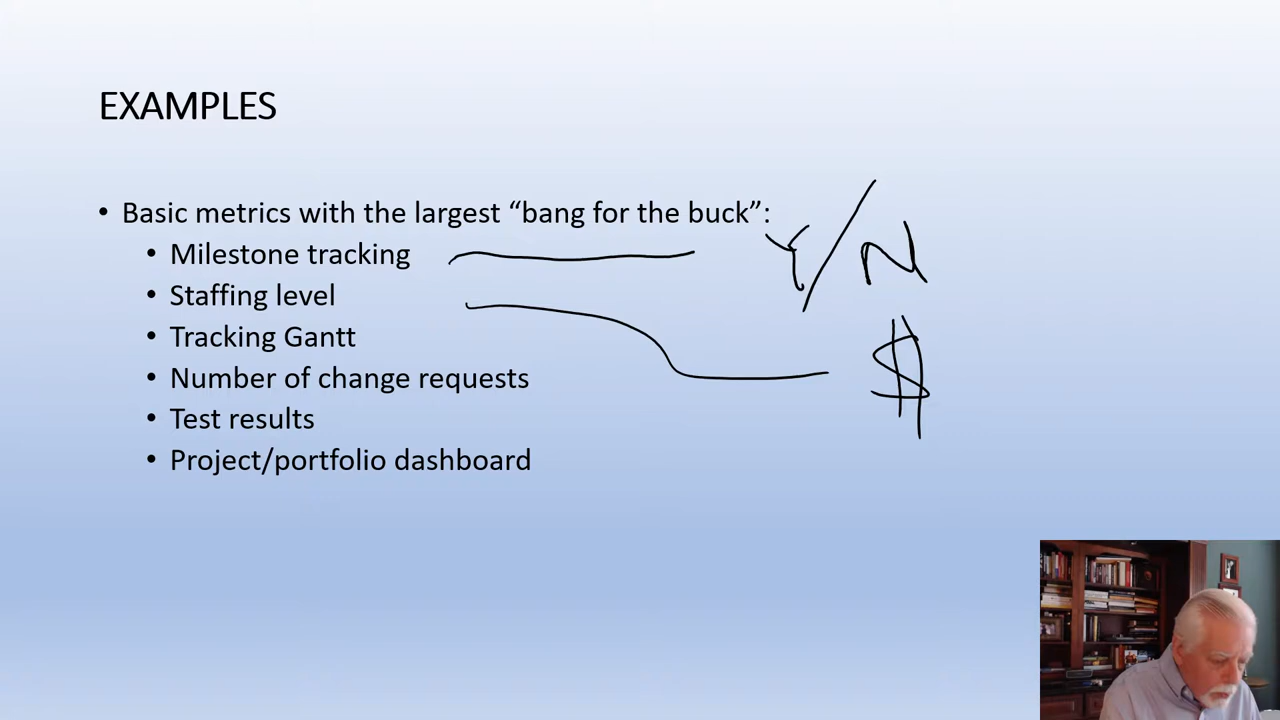 EXAMPLES
• Basic metrics with the largest “bang for the buck”:
• Milestone tracking Y/N
• Staffing level $
• Tracking Gantt
• Number of change requests
• Test results
• Project/portfolio dashboard